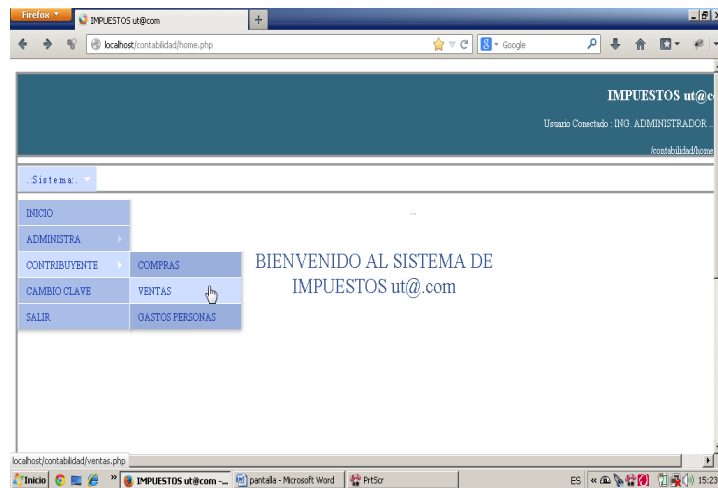 Firefox
IMPUESTOS ut@com
localhost/contabilidad/home.php
Google
IMPUESTOS ut@c
Usuario Conectado : ING. ADMINISTRADOR ..
/contabilidad/home
.:Sistema:.
...
INICIO
ADMINISTRA
CONTRIBUYENTE
CAMBIO CLAVE
SALIR
COMPRAS
VENTAS
GASTOS PERSONAS
BIENVENIDO AL SISTEMA DE
IMPUESTOS ut@.com
localhost/contabilidad/ventas.php
Inicio
IMPUESTOS ut@com -...
pantalla - Microsoft Word
PrtScr
ES
15:23